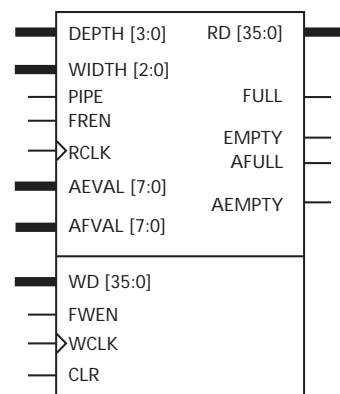 DEPTH [3:0] RD [35:0]
WIDTH [2:0]
PIPE FULL
FREN
EMPTY
RCLK
AFULL
AEVAL [7:0]
AEMPTY
AFVAL [7:0]
WD [35:0]
FWEN
WCLK
CLR